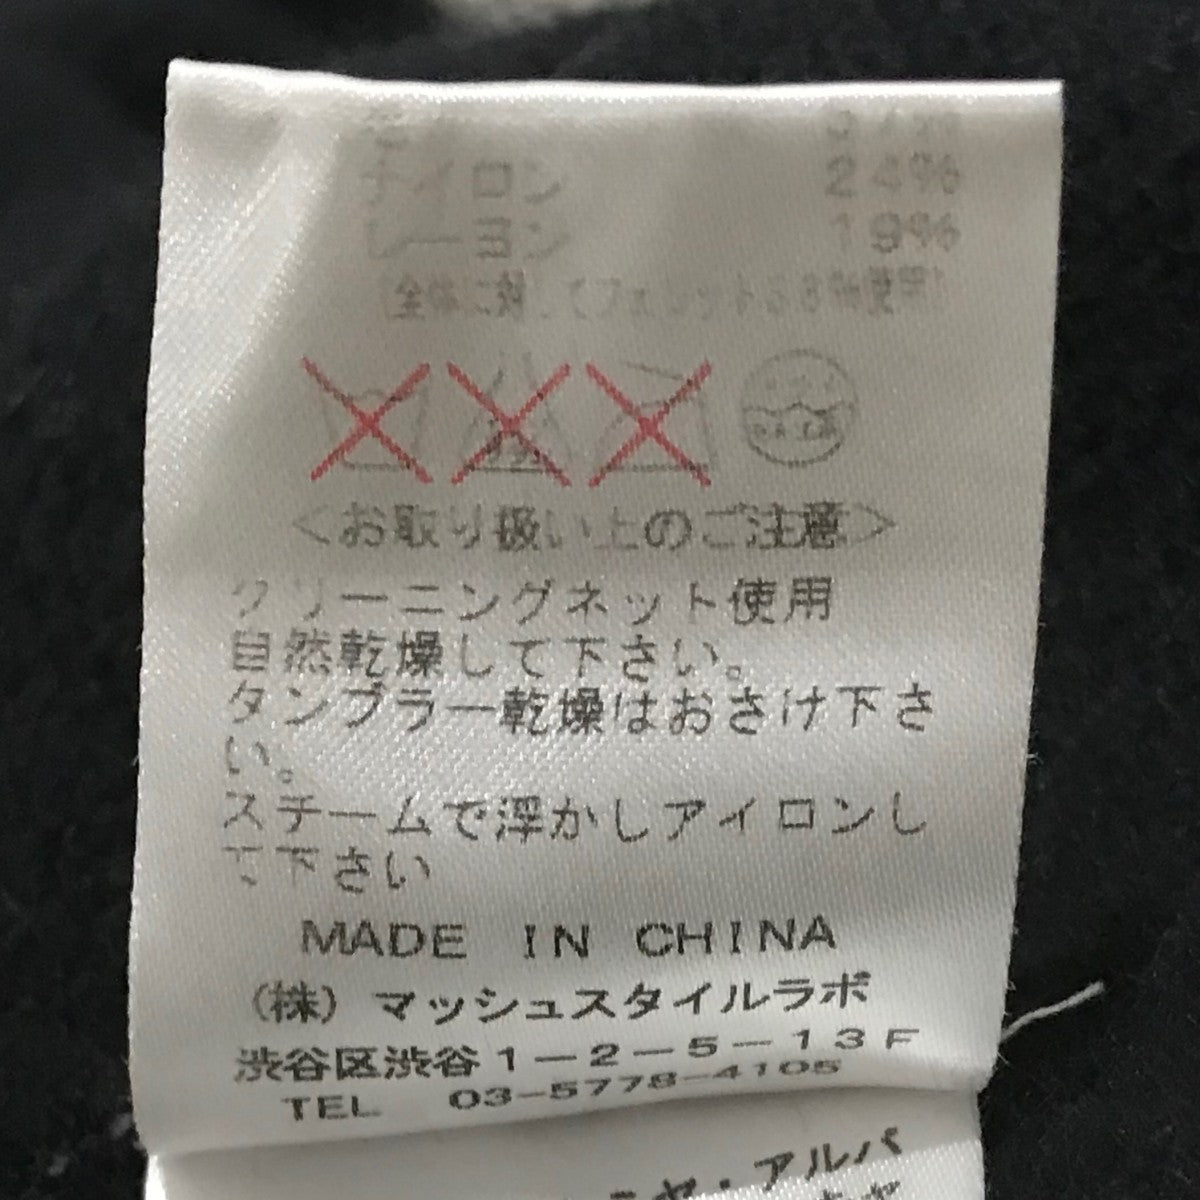 ナイロン 24%
レーヨン 19%
＜お取り扱い上のご注意＞
クリーニングネット使用
自然乾燥して下さい。
タンブラー乾燥はおさけ下さ
い。
スチームで浮かしアイロンし
て下さい
MADE IN CHINA
(株)マッシュスタイルラボ
渋谷区渋谷1-2-5-13F
TEL 03-5778-4105
・アルパ